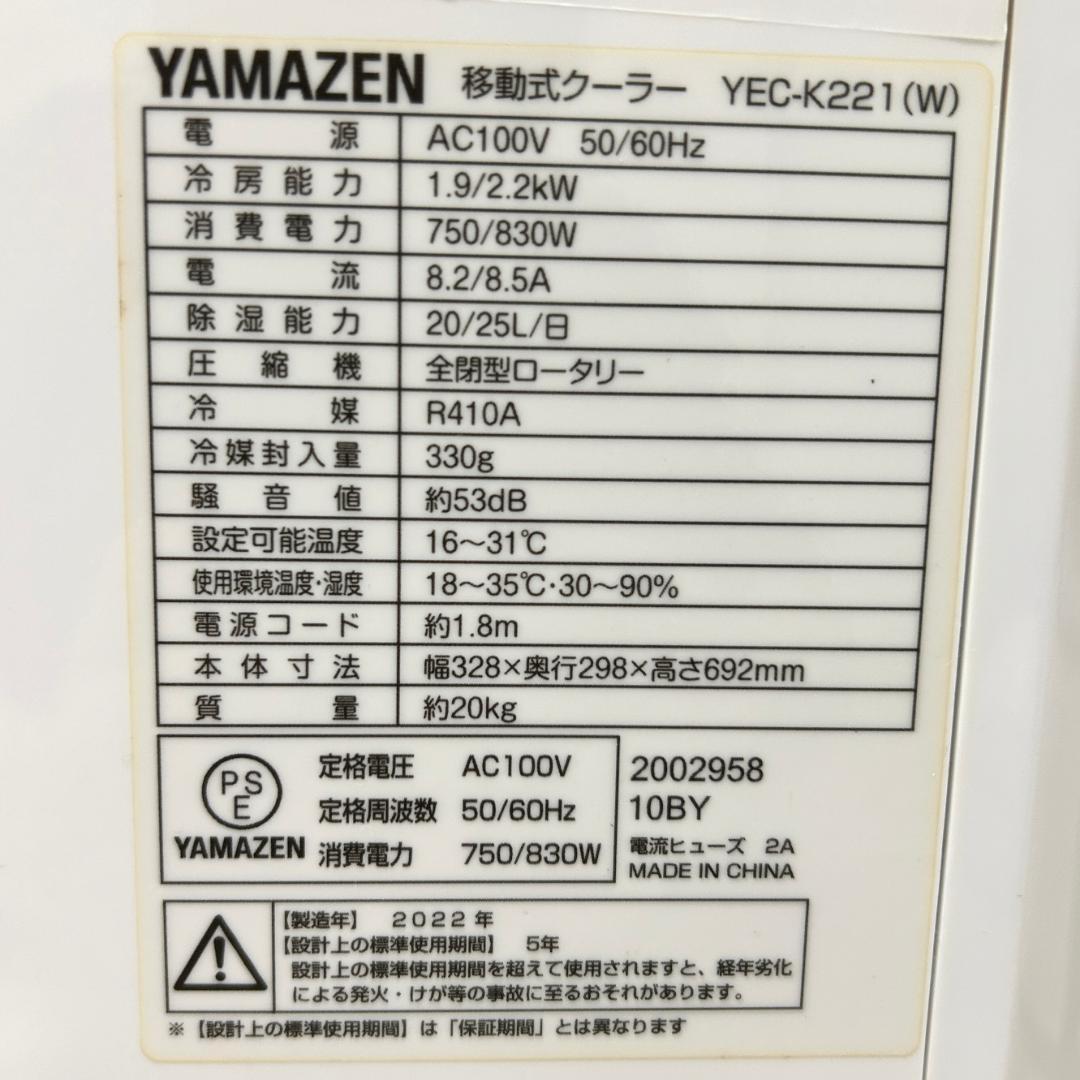 YAMAZEN 移動式クーラー YEC-K221(W)
電源 AC100V 50/60Hz
冷房能力 1.9/2.2kW
消費電力 750/830W
電流 8.2/8.5A
除湿能力 20/25L/日
圧縮機 全閉型ロータリー
冷媒 R410A
冷媒封入量 330g
騒音値 約53dB
設定可能温度 16〜31℃
使用環境温度・湿度 18〜35℃・30〜90%
電源コード 約1.8m
本体寸法 幅328×奥行298×高さ692mm
質量 約20kg
PSE
YAMAZEN
定格電圧 AC100V
定格周波数 50/60Hz
消費電力 750/830W
2002958
10BY
電流ヒューズ 2A
MADE IN CHINA
【製造年】 2022年
【設計上の標準使用期間】 5年
設計上の標準使用期間を超えて使用されますと、経年劣化
による発火・けが等の事故に至るおそれがあります。
※【設計上の標準使用期間】は「保証期間」とは異なります